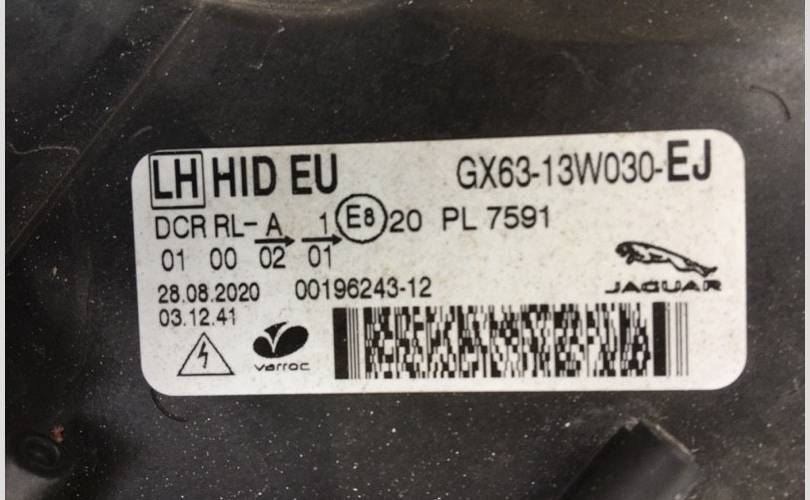 LH HID EU GX63-13W030-EJ
DCR RL- A 1 E8 20 PL 7591
01 00 02 01
28.08.2020 00196243-12
03.12.41
JAGUAR
varroc